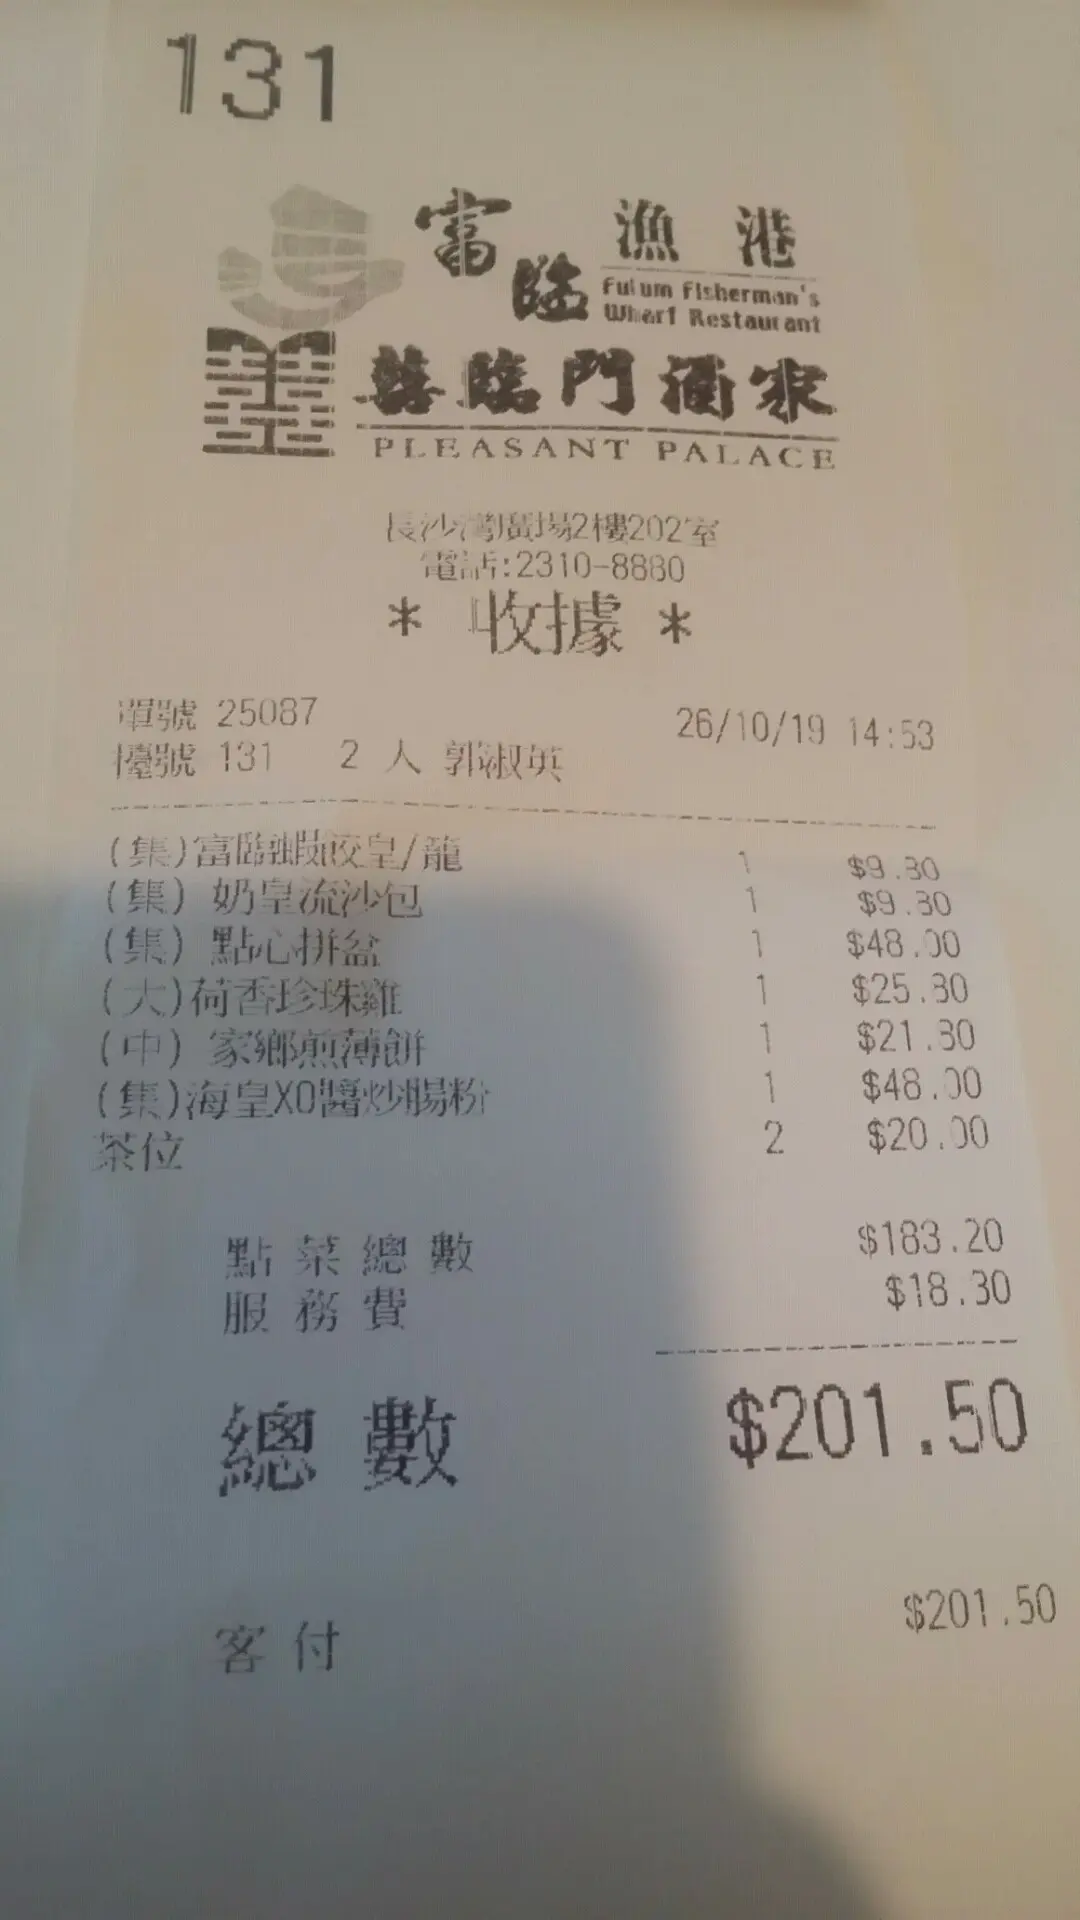 131
富臨 漁港
Fulum Fisherman's
Wharf Restaurant
囍臨門酒家
PLEASANT PALACE
長沙灣廣場2樓202室
電話:2310-8880
* 收據 *
單號 25087 26/10/19 14:53
檯號 131 2 人 郭淑英
(集)富臨蝦餃皇/籠 1 $9.80
(集) 奶皇流沙包 1 $9.80
(集) 點心拼盆 1 $48.00
(大)荷香珍珠雞 1 $25.80
(中) 家鄉煎薄餅 1 $21.80
(集)海皇XO醬炒腸粉 1 $48.00
茶位 2 $20.00
點菜總數 $183.20
服務費 $18.30
總數 $201.50
客付 $201.50